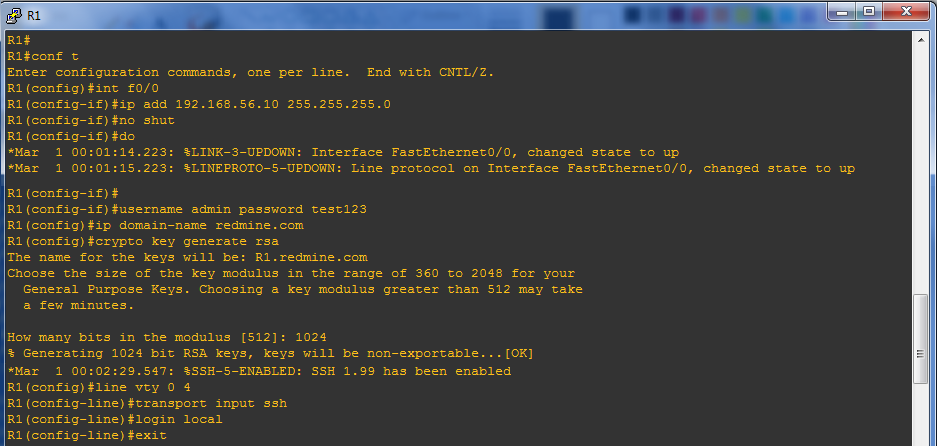 R1
R1#
R1#conf t
Enter configuration commands, one per line.  End with CNTL/Z.
R1(config)#int f0/0
R1(config-if)#ip add 192.168.56.10 255.255.255.0
R1(config-if)#no shut
R1(config-if)#do
*Mar  1 00:01:14.223: %LINK-3-UPDOWN: Interface FastEthernet0/0, changed state to up
*Mar  1 00:01:15.223: %LINEPROTO-5-UPDOWN: Line protocol on Interface FastEthernet0/0, changed state to up
R1(config-if)#
R1(config-if)#username admin password test123
R1(config)#ip domain-name redmine.com
R1(config)#crypto key generate rsa
The name for the keys will be: R1.redmine.com
Choose the size of the key modulus in the range of 360 to 2048 for your
  General Purpose Keys. Choosing a key modulus greater than 512 may take
  a few minutes.
How many bits in the modulus [512]: 1024
% Generating 1024 bit RSA keys, keys will be non-exportable...[OK]
*Mar  1 00:02:29.547: %SSH-5-ENABLED: SSH 1.99 has been enabled
R1(config)#line vty 0 4
R1(config-line)#transport input ssh
R1(config-line)#login local
R1(config-line)#exit